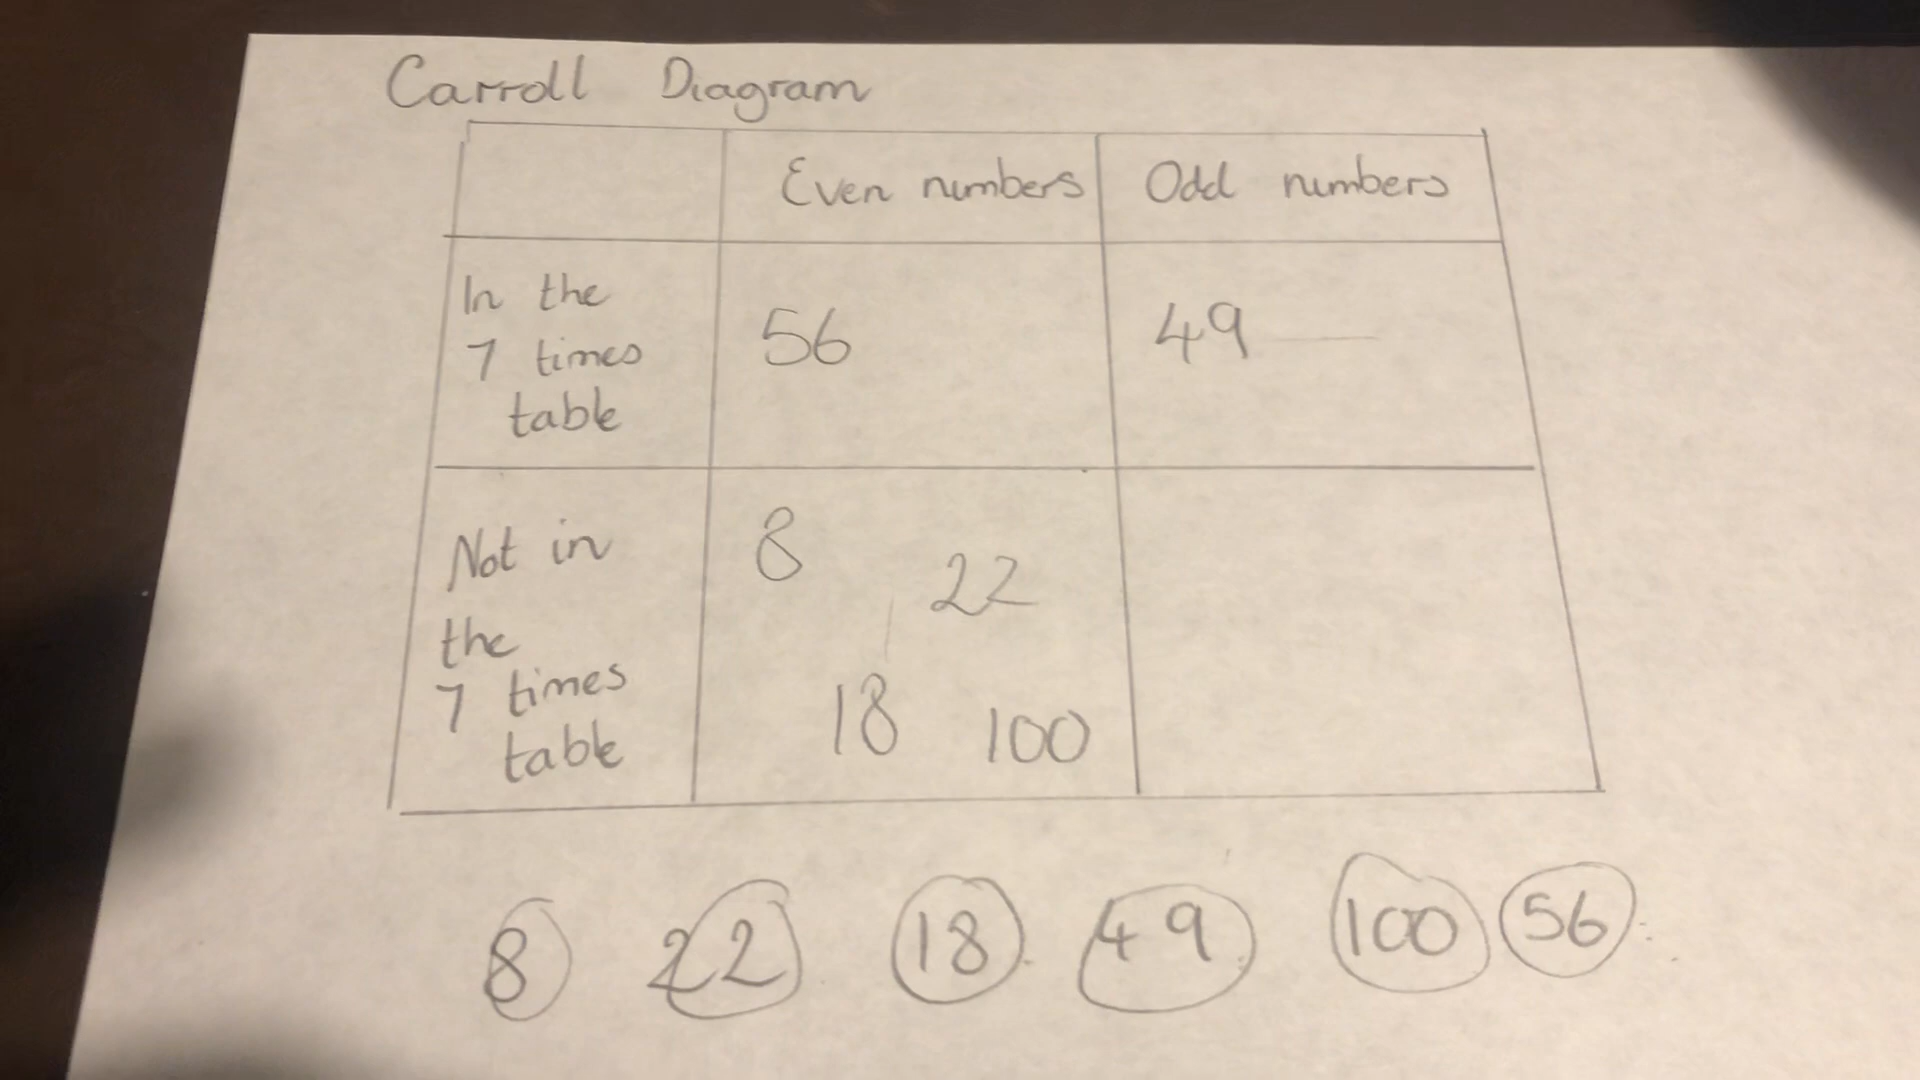 Carroll Diagram
Even numbers Odd numbers
In the
7 times
table
56
49
Not in
the
7 times
table
8
22
18
100
8 22 18 49 100 56